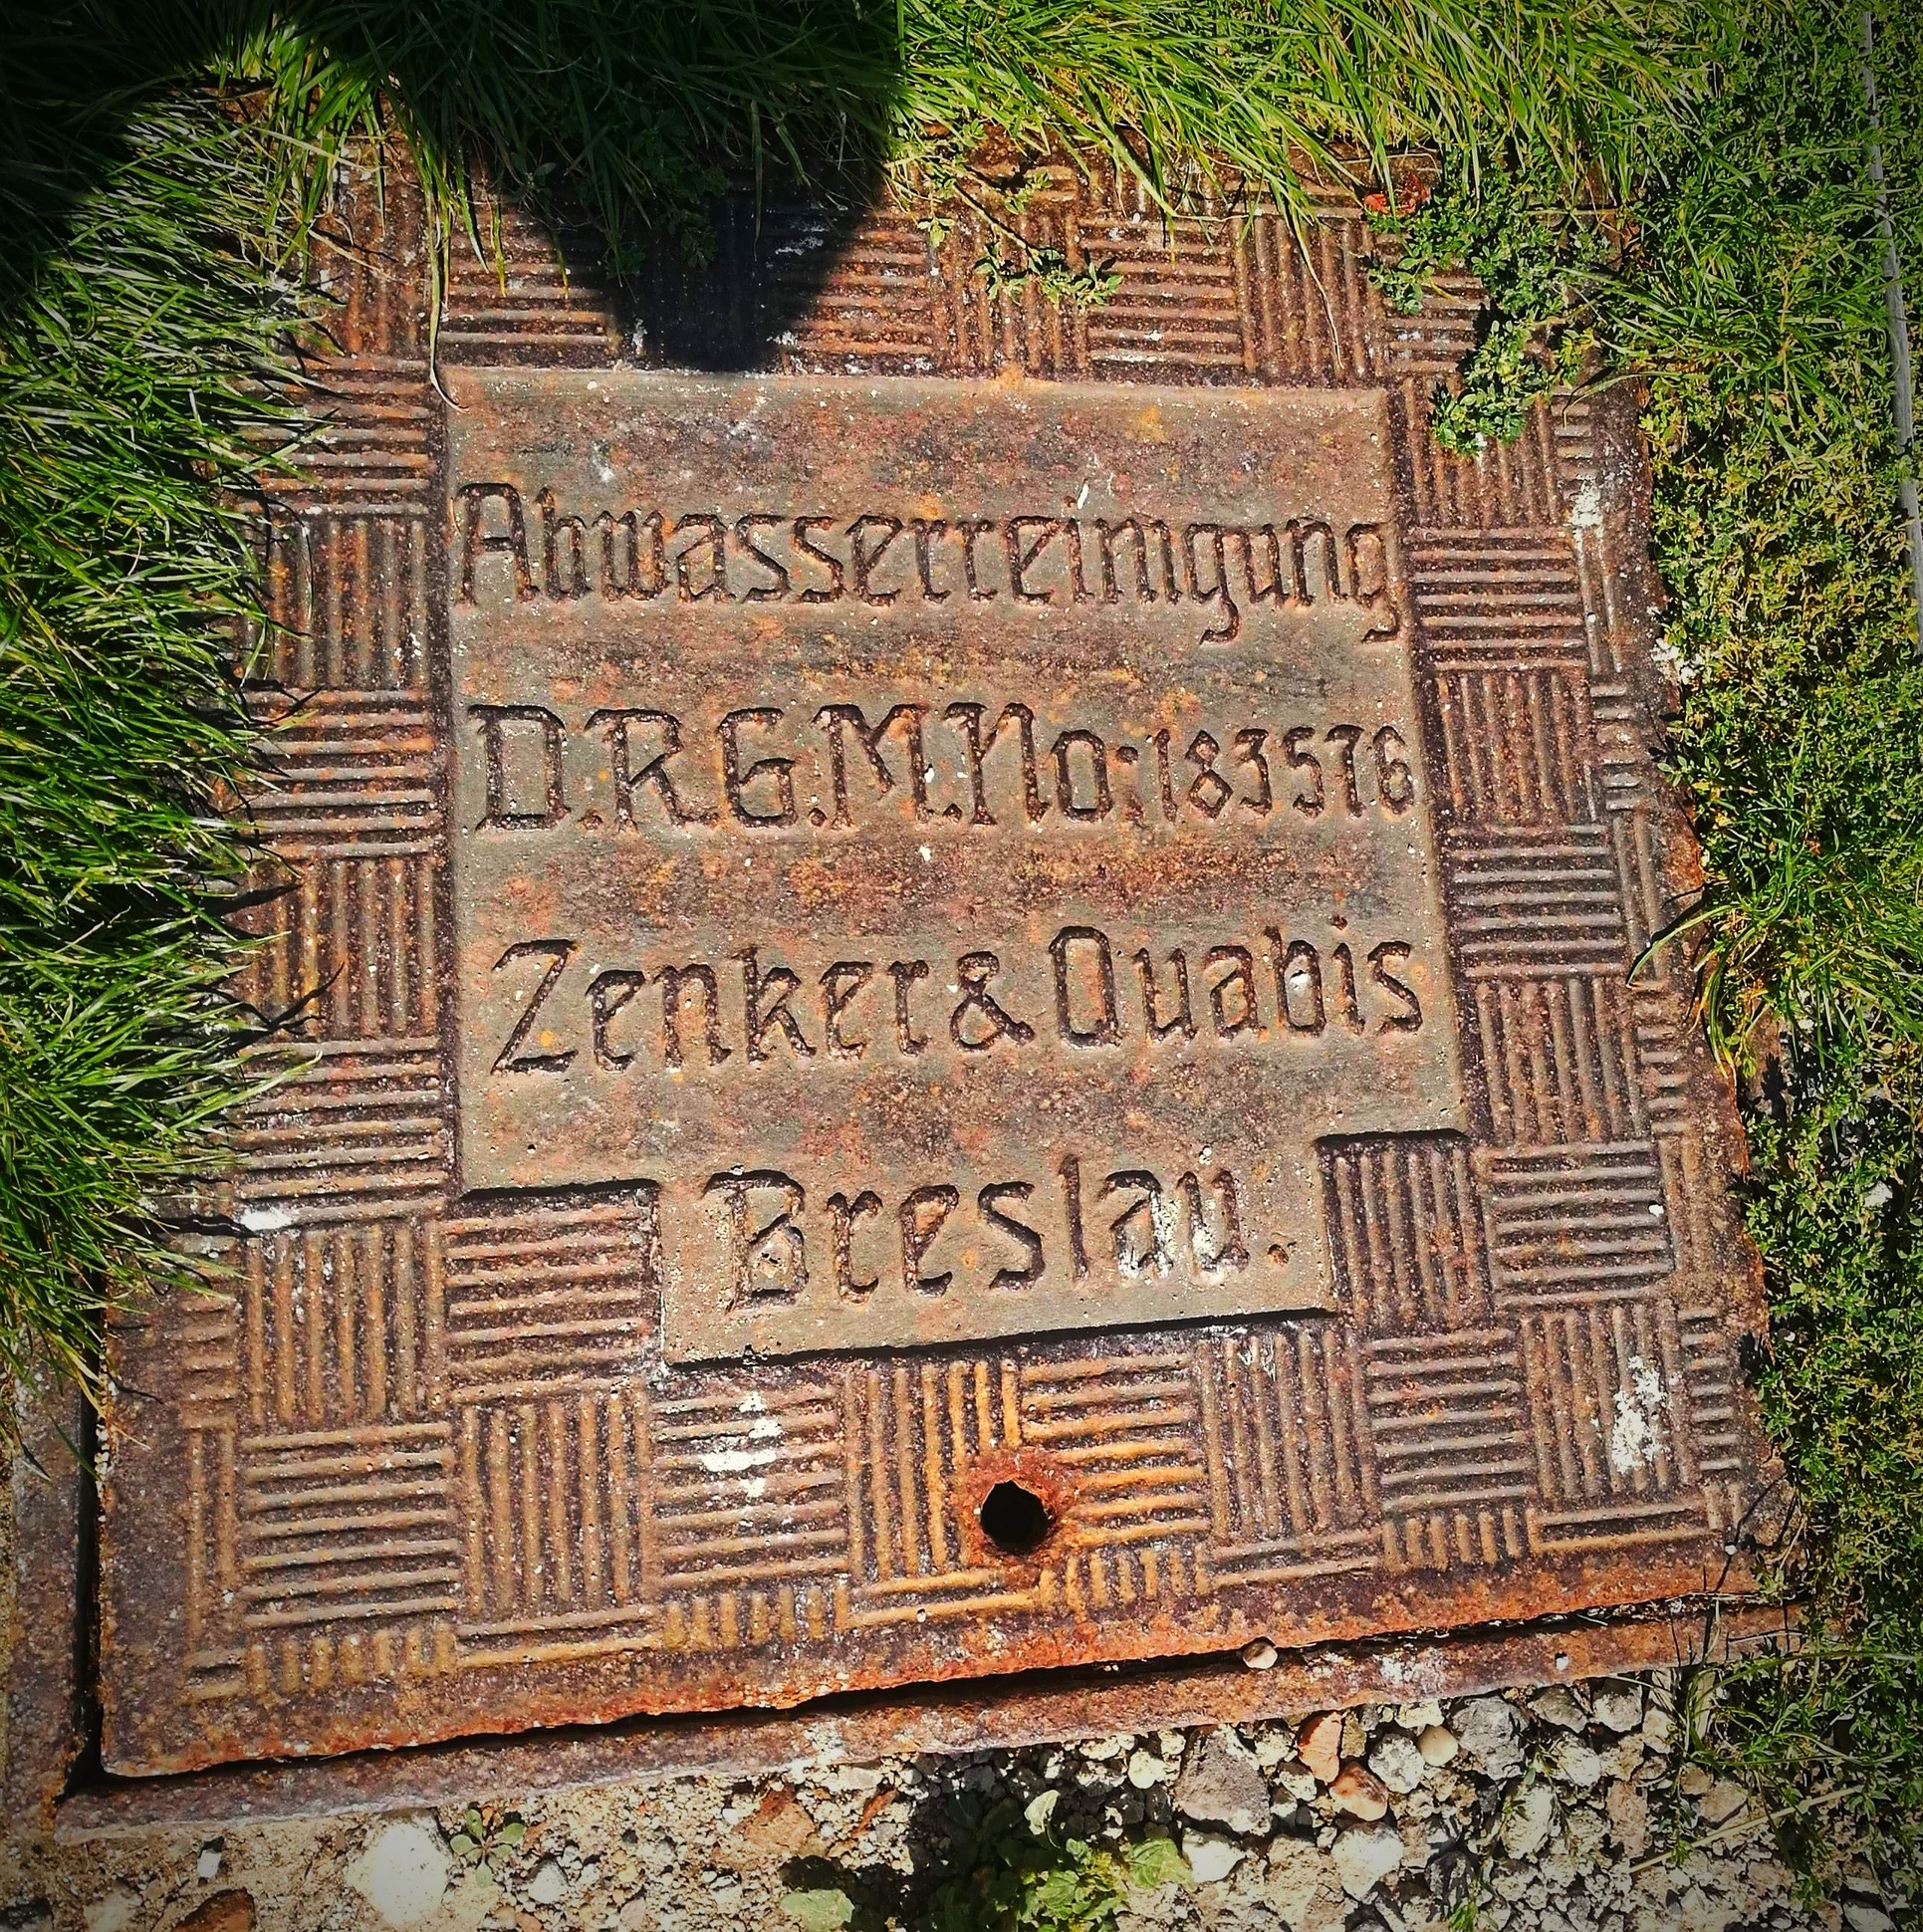 Abwasserreinigung
D.R.G.M.No:183576
Zenker&Quabis
Breslau.